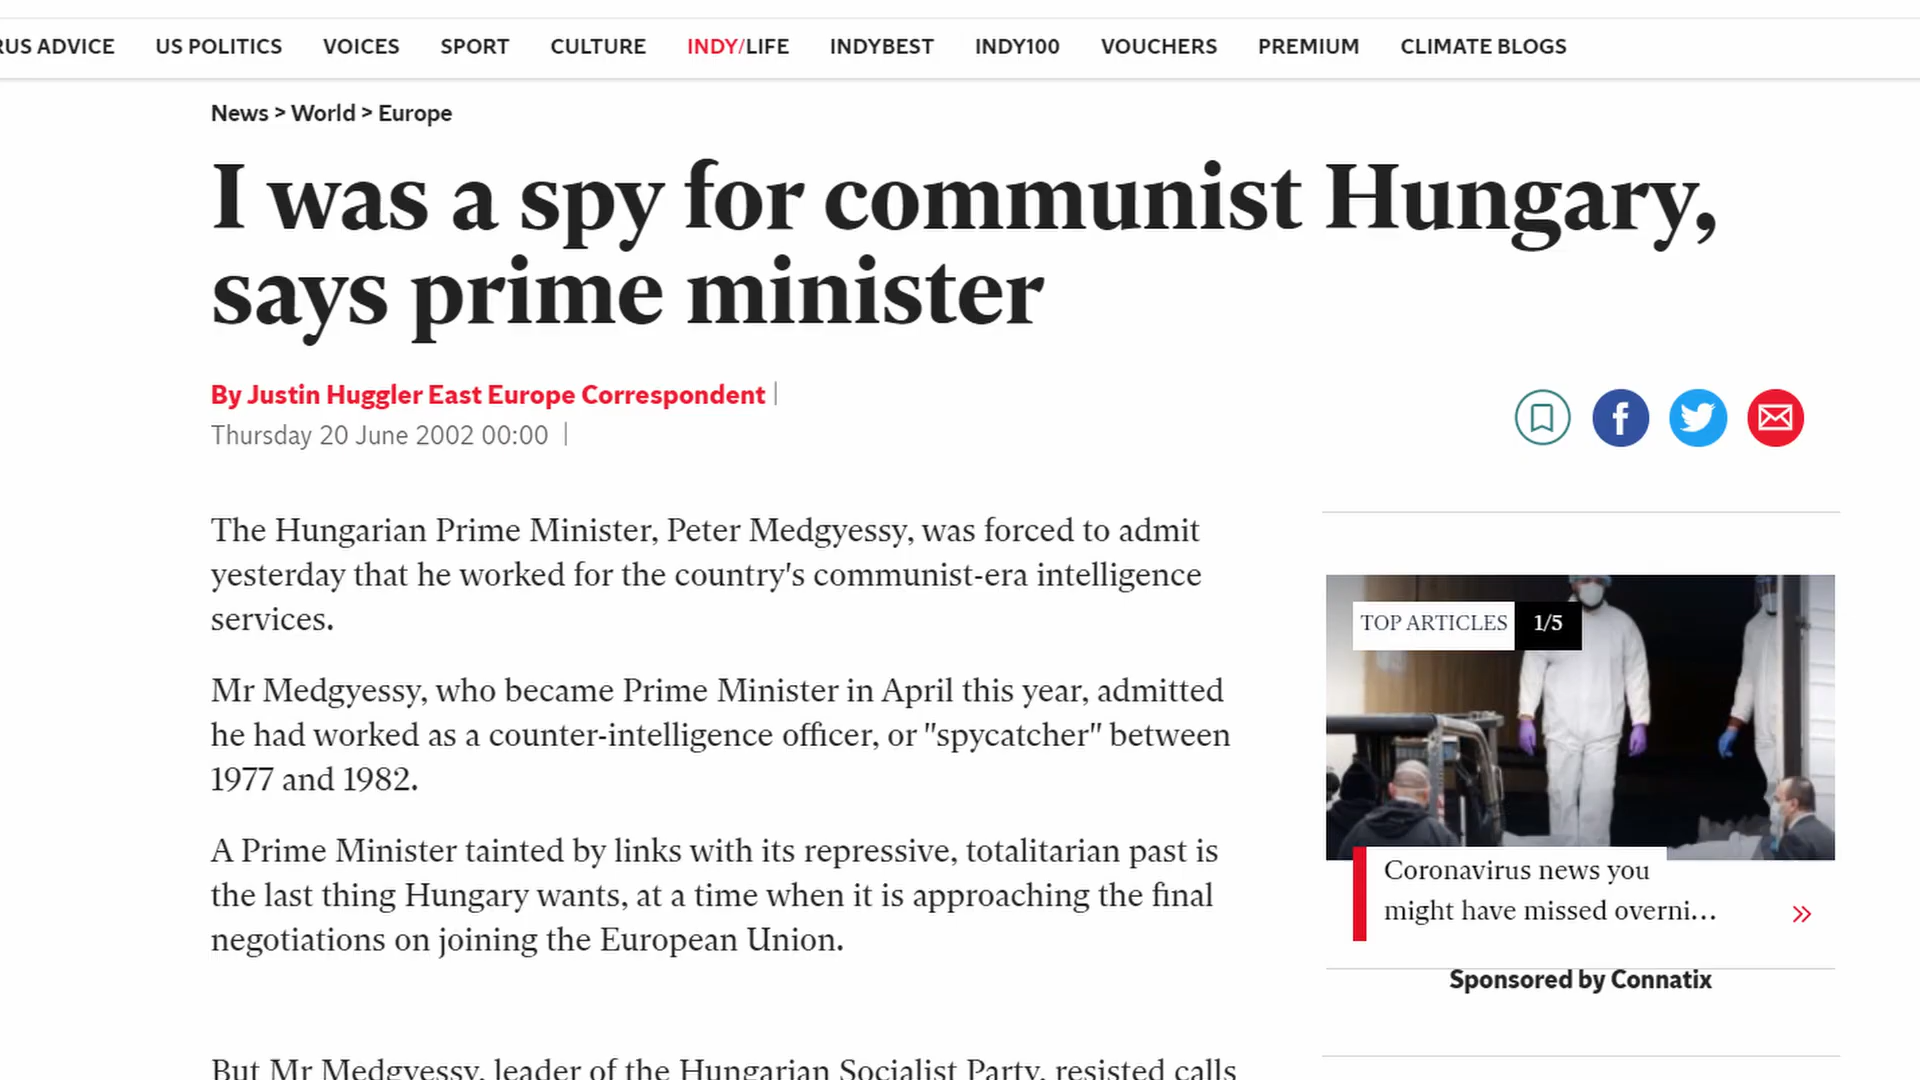 RUS ADVICE US POLITICS VOICES SPORT CULTURE INDY/LIFE INDYBEST INDY100 VOUCHERS PREMIUM CLIMATE BLOGS
News > World > Europe
I was a spy for communist Hungary,
says prime minister
By Justin Huggler East Europe Correspondent |
Thursday 20 June 2002 00:00 |
The Hungarian Prime Minister, Peter Medgyessy, was forced to admit
yesterday that he worked for the country's communist-era intelligence
services.
Mr Medgyessy, who became Prime Minister in April this year, admitted
he had worked as a counter-intelligence officer, or "spycatcher" between
1977 and 1982.
A Prime Minister tainted by links with its repressive, totalitarian past is
the last thing Hungary wants, at a time when it is approaching the final
negotiations on joining the European Union.
But Mr Medgyessy, leader of the Hungarian Socialist Party, resisted calls
TOP ARTICLES 1/5
Coronavirus news you
might have missed overni...
Sponsored by Connatix